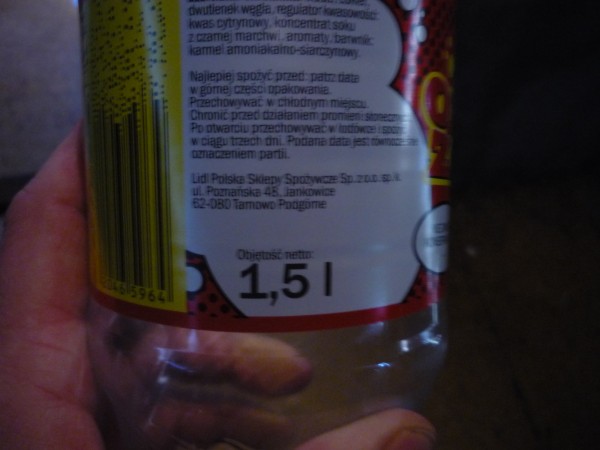 dwutlenek węgla, regulator kwasowości:
kwas cytrynowy, koncentrat soku
z czarnej marchwi, aromaty, barwnik:
karmel amoniakalno-siarczynowy.
Najlepiej spożyć przed: patrz data
w górnej części opakowania.
Przechowywać w chłodnym miejscu.
Chronić przed działaniem promieni
Po otwarciu przechowywać w lodówce i
w ciągu trzech dni. Podana data jest
oznaczeniem partii.
Lidl Polska Sklepy Spożywcze Sp. z o.o. sp. k.
ul. Poznańska 48, Jankowice
62-080 Tarnowo Podgórne
Objętość netto:
1,5 l
465964